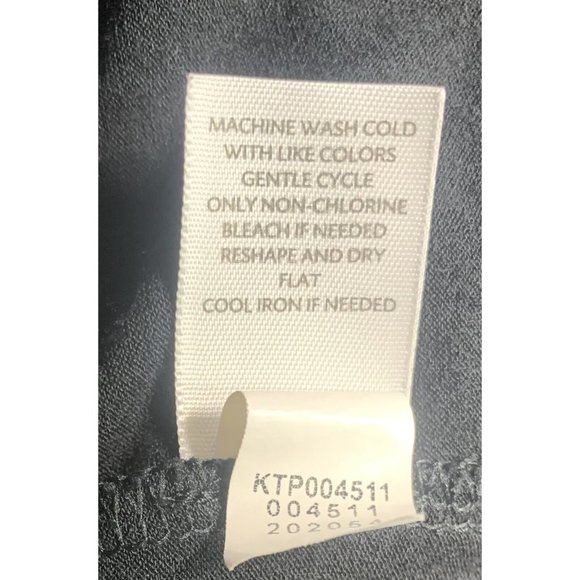 MACHINE WASH COLD
WITH LIKE COLORS
GENTLE CYCLE
ONLY NON-CHLORINE
BLEACH IF NEEDED
RESHAPE AND DRY
FLAT
COOL IRON IF NEEDED
KTP004511
004511